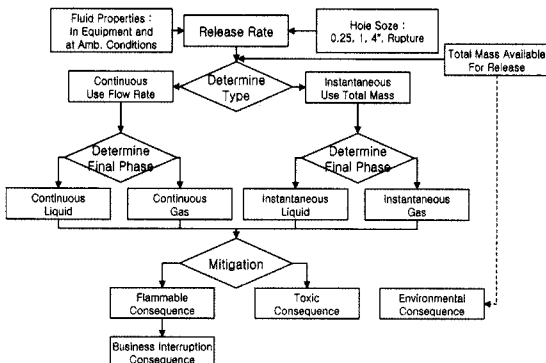 Fluid Properties :
In Equipment and
at Amb. Conditions
Release Rate
Hole Soze :
0.25, 1, 4", Rupture
Total Mass Available
For Release
Continuous
Use Flow Rate
Determine
Type
Instantaneous
Use Total Mass
Determine
Final Phase
Determine
Final Phase
Continuous
Liquid
Continuous
Gas
Instantaneous
Liquid
Instantaneous
Gas
Mitigation
Flammable
Consequence
Toxic
Consequence
Environmental
Consequence
Business Interruption
Consequence